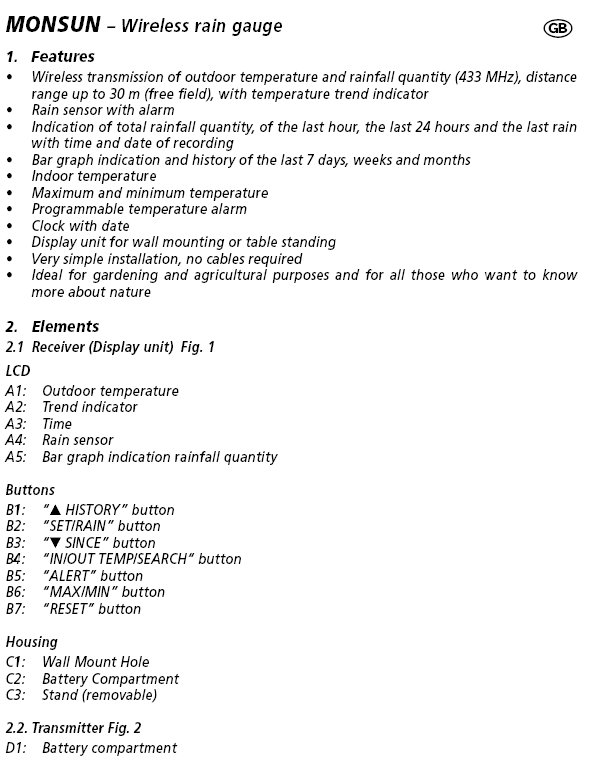 MONSUN – Wireless rain gauge GB
1. Features
• Wireless transmission of outdoor temperature and rainfall quantity (433 MHz), distance
range up to 30 m (free field), with temperature trend indicator
• Rain sensor with alarm
• Indication of total rainfall quantity, of the last hour, the last 24 hours and the last rain
with time and date of recording
• Bar graph indication and history of the last 7 days, weeks and months
• Indoor temperature
• Maximum and minimum temperature
• Programmable temperature alarm
• Clock with date
• Display unit for wall mounting or table standing
• Very simple installation, no cables required
• Ideal for gardening and agricultural purposes and for all those who want to know
more about nature
2. Elements
2.1 Receiver (Display unit) Fig. 1
LCD
A1: Outdoor temperature
A2: Trend indicator
A3: Time
A4: Rain sensor
A5: Bar graph indication rainfall quantity
Buttons
B1: "▲ HISTORY" button
B2: "SET/RAIN" button
B3: "▼ SINCE" button
B4: "IN/OUT TEMP/SEARCH" button
B5: "ALERT" button
B6: "MAX/MIN" button
B7: "RESET" button
Housing
C1: Wall Mount Hole
C2: Battery Compartment
C3: Stand (removable)
2.2. Transmitter Fig. 2
D1: Battery compartment